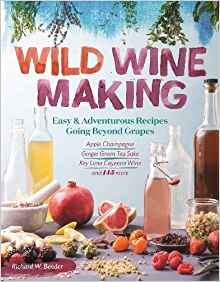 WILD WINE
MAKING
Easy & Adventurous Recipes
Going Beyond Grapes
Apple Champagne
Ginger Green Tea Sake
Key Lime Cayenne Wine
and 145 more
Richard W. Bender